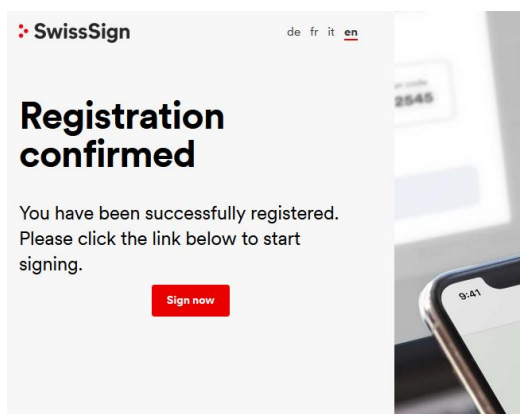 SwissSign
de fr it en
Registration
confirmed
You have been successfully registered.
Please click the link below to start
signing.
Sign now
2545
9:41